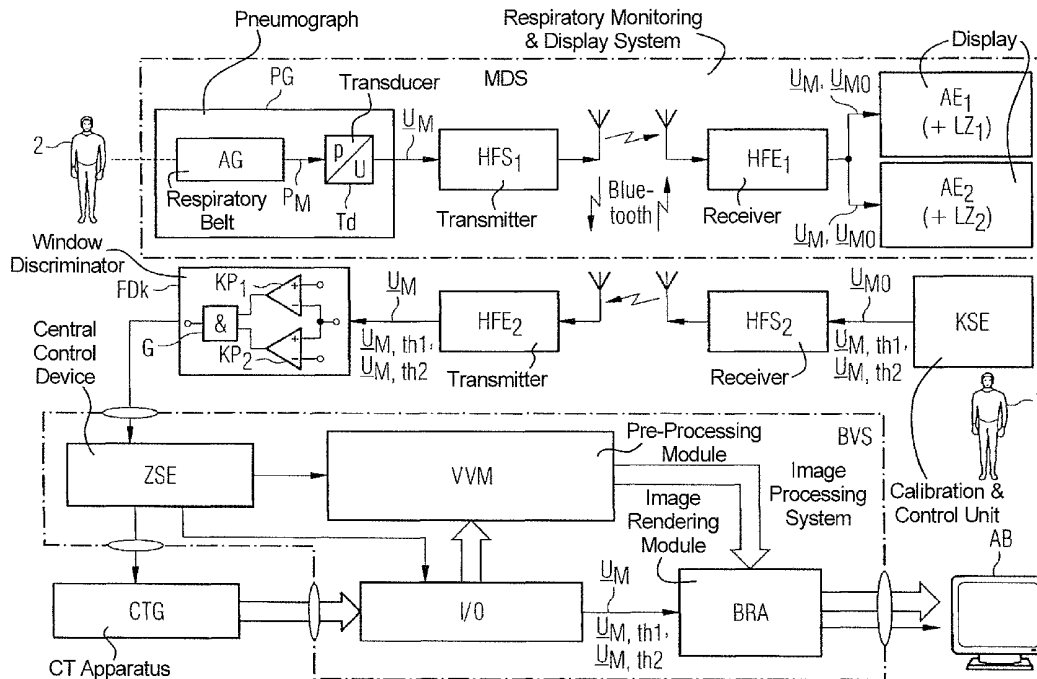 Pneumograph
Respiratory Monitoring
& Display System
Display
PG
Transducer
MDS
U_M
U_M, U_M0
AE1
(+ LZ1)
2
AG
P_M
p
U
Td
HFS1
HFE1
Respiratory
Belt
Transmitter
Blue-
tooth
Receiver
AE2
(+ LZ2)
U_M, U_M0
Window
Discriminator
FDk
KP1
+
−
&
G
KP2
+
−
U_M
U_M, th1,
U_M, th2
HFE2
Transmitter
HFS2
Receiver
U_M0
U_M, th1,
U_M, th2
KSE
Central
Control
Device
ZSE
VVM
Pre-Processing
Module
BVS
Image
Processing
System
Image
Rendering
Module
Calibration &
Control Unit
AB
CTG
I/O
U_M
U_M, th1,
U_M, th2
BRA
CT Apparatus